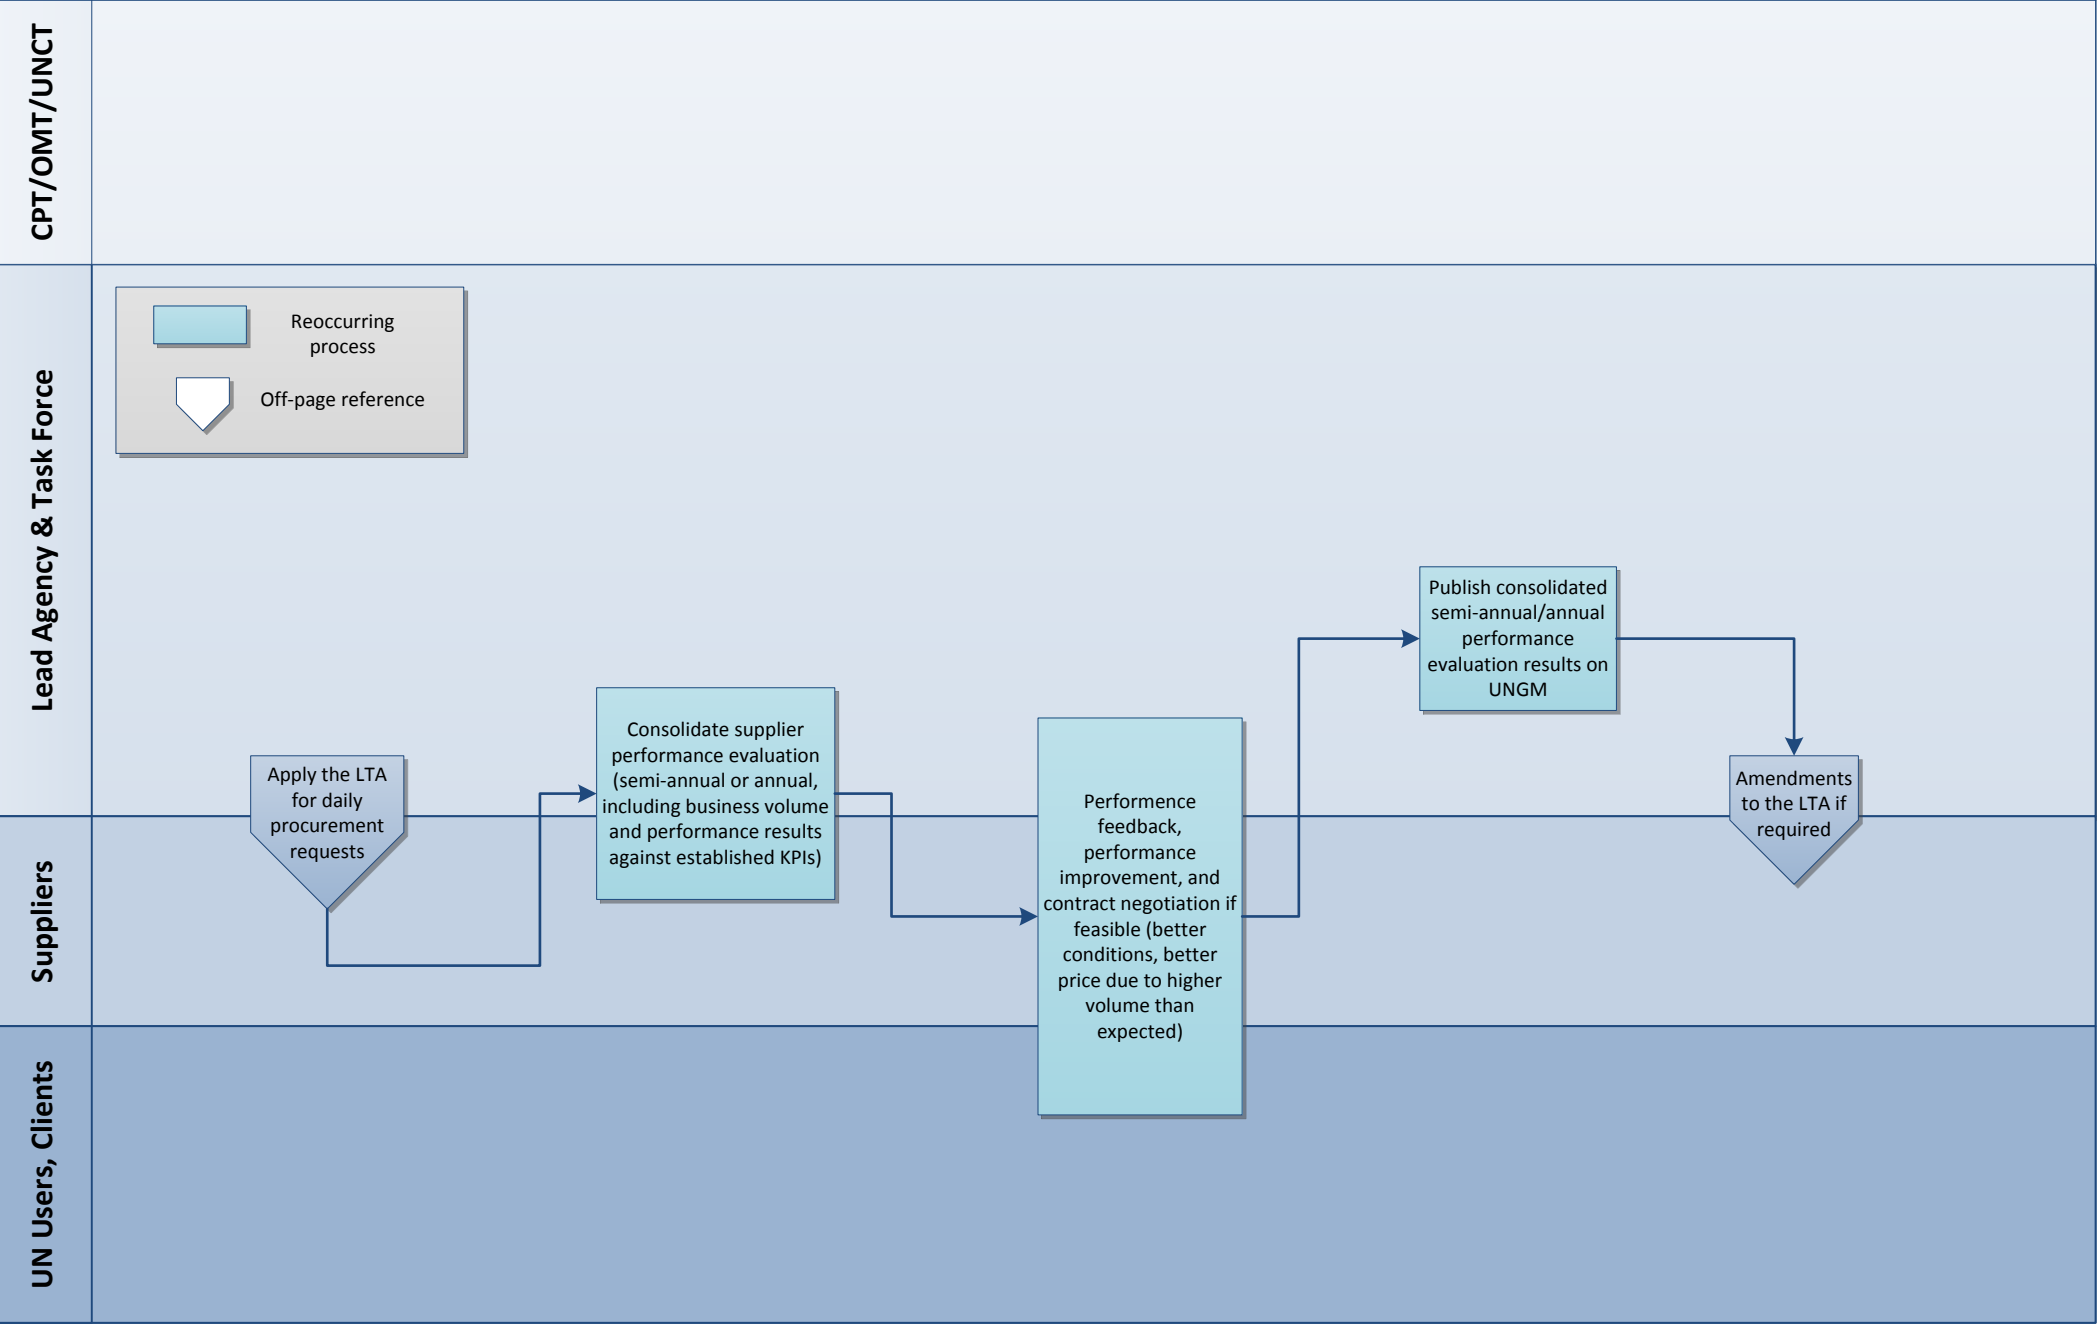 CPT/OMT/UNCT
Lead Agency & Task Force
Reoccurring
process
Off-page reference
Apply the LTA
for daily
procurement
requests
Consolidate supplier
performance evaluation
(semi-annual or annual,
including business volume
and performance results
against established KPIs)
Performence
feedback,
performance
improvement, and
contract negotiation if
feasible (better
conditions, better
price due to higher
volume than
expected)
Publish consolidated
semi-annual/annual
performance
evaluation results on
UNGM
Amendments
to the LTA if
required
Suppliers
UN Users, Clients